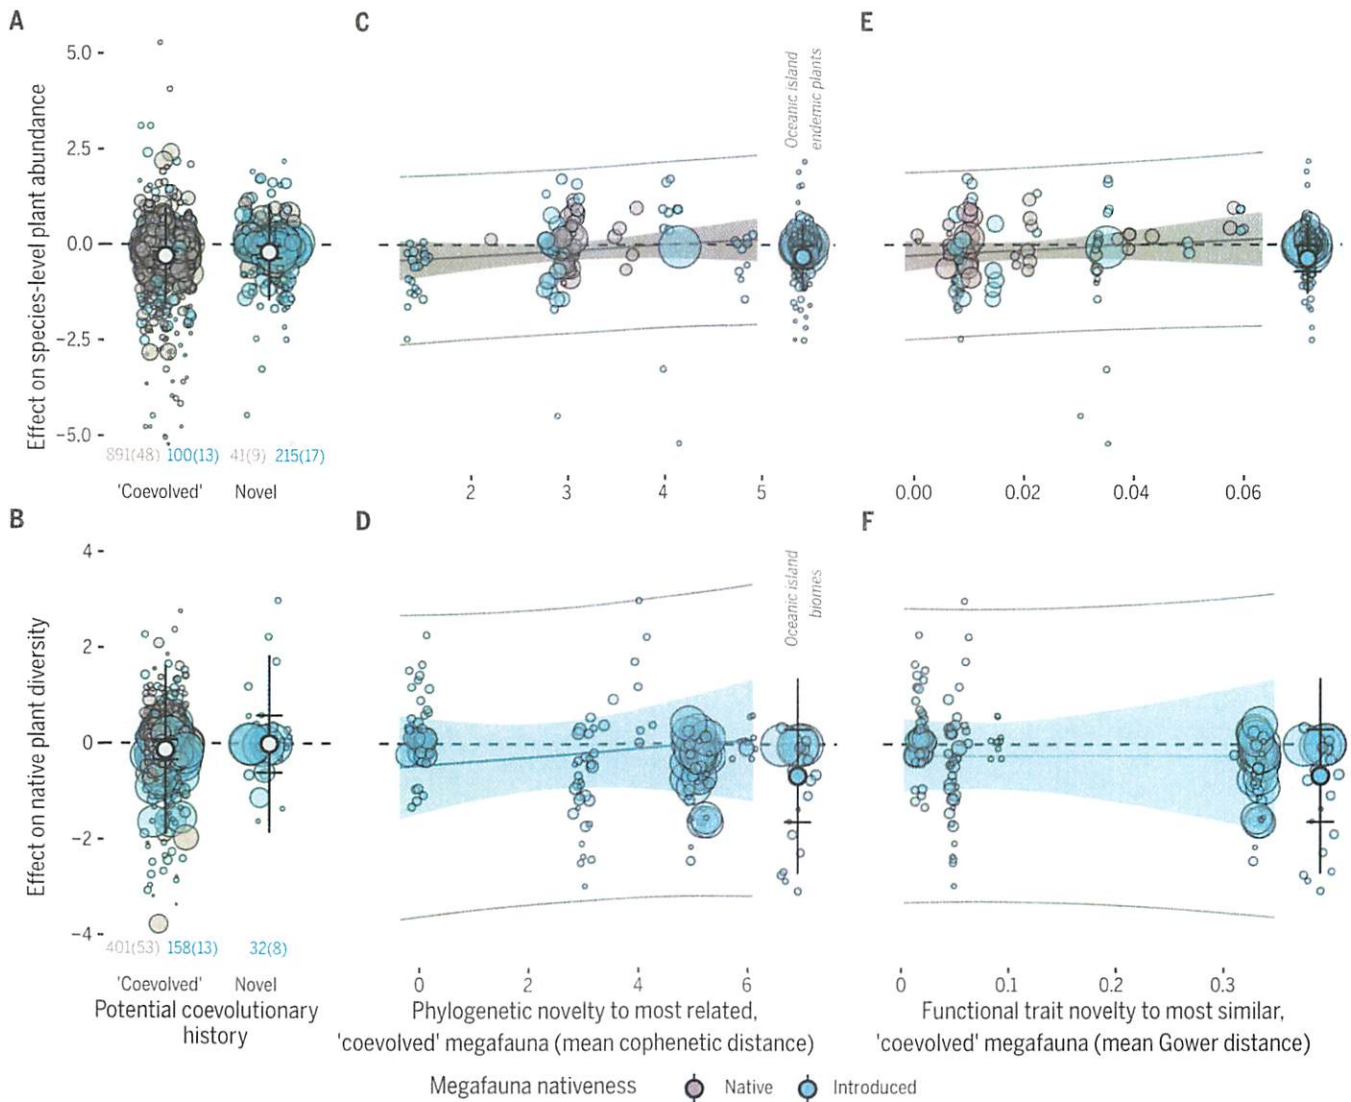 A
C
E
5.0
2.5
0.0
−2.5
−5.0
Effect on species-level plant abundance
891(48) 100(13) 41(9) 215(17)
'Coevolved' Novel
Oceanic island
endemic plants
2 3 4 5
0.00 0.02 0.04 0.06
B
D
F
4
2
0
−2
−4
Effect on native plant diversity
401(53) 158(13) 32(8)
'Coevolved' Novel
Potential coevolutionary
history
Oceanic island
biomes
0 2 4 6
Phylogenetic novelty to most related,
'coevolved' megafauna (mean cophenetic distance)
0 0.1 0.2 0.3
Functional trait novelty to most similar,
'coevolved' megafauna (mean Gower distance)
Megafauna nativeness Native Introduced